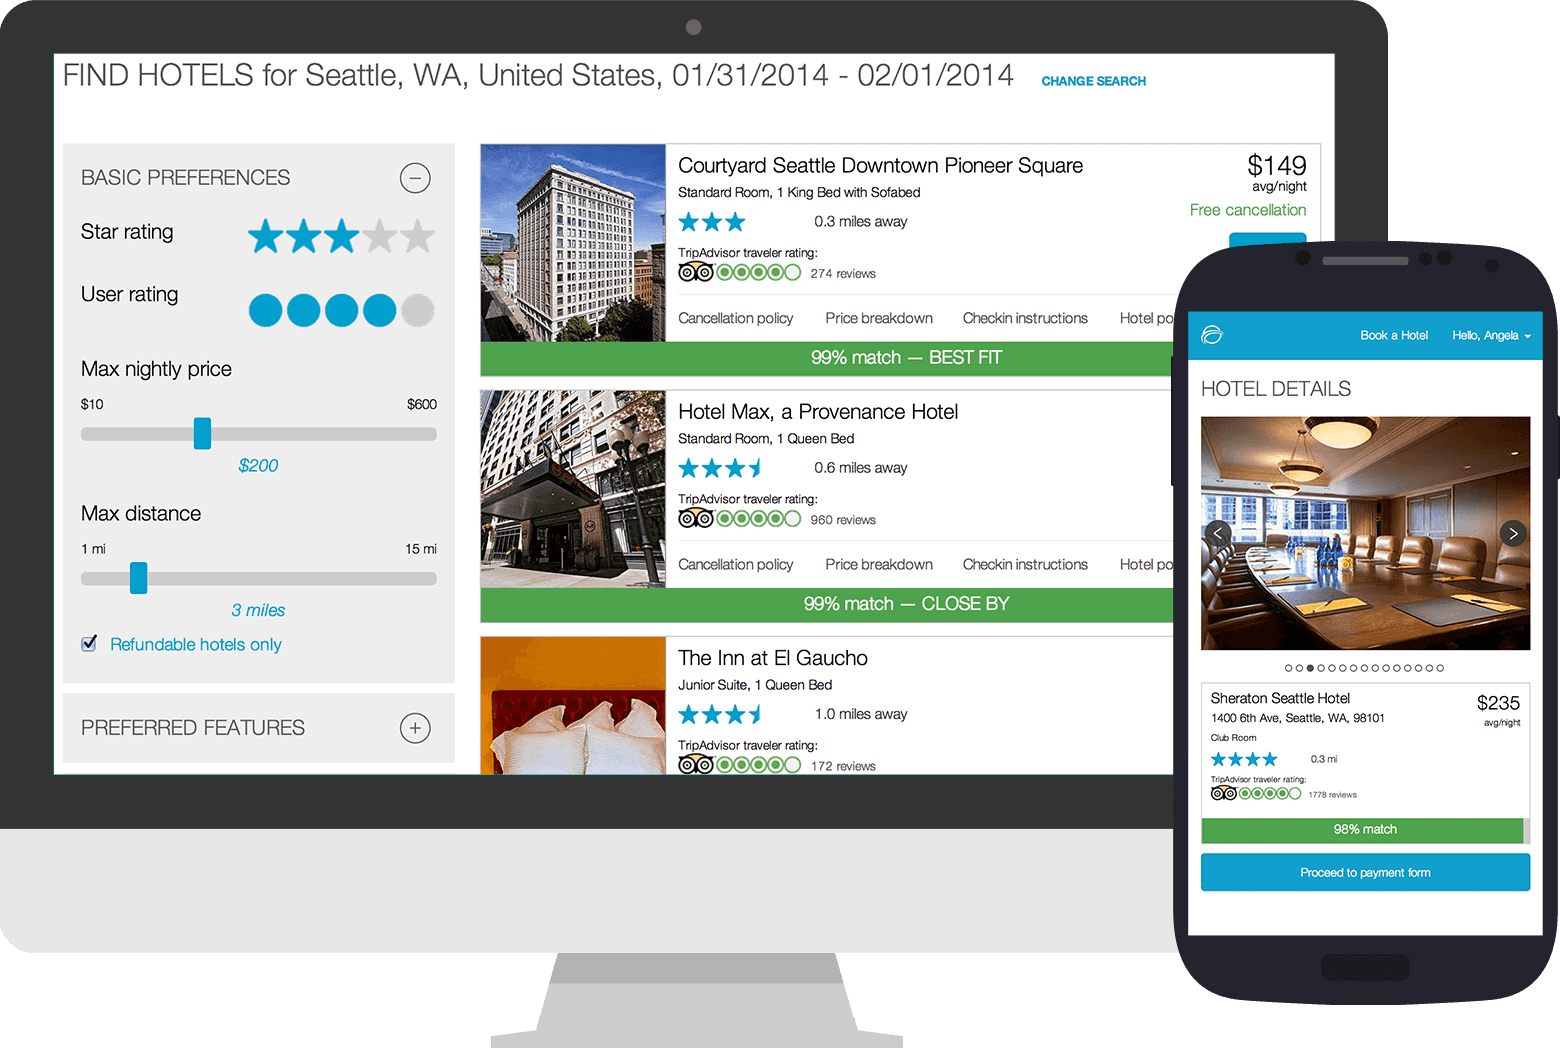 FIND HOTELS for Seattle, WA, United States, 01/31/2014 - 02/01/2014 CHANGE SEARCH
BASIC PREFERENCES
Star rating
User rating
Max nightly price
$10 $600
$200
Max distance
1 mi 15 mi
3 miles
Refundable hotels only
PREFERRED FEATURES
Courtyard Seattle Downtown Pioneer Square $149
Standard Room, 1 King Bed with Sofabed avg/night
0.3 miles away Free cancellation
TripAdvisor traveler rating:
274 reviews
Cancellation policy Price breakdown Checkin instructions Hotel po
99% match — BEST FIT
Hotel Max, a Provenance Hotel
Standard Room, 1 Queen Bed
0.6 miles away
TripAdvisor traveler rating:
960 reviews
Cancellation policy Price breakdown Checkin instructions Hotel po
99% match — CLOSE BY
The Inn at El Gaucho
Junior Suite, 1 Queen Bed
1.0 miles away
TripAdvisor traveler rating:
172 reviews
Book a Hotel Hello, Angela
HOTEL DETAILS
Sheraton Seattle Hotel $235
1400 6th Ave, Seattle, WA, 98101 avg/night
Club Room
0.3 mi
TripAdvisor traveler rating:
1778 reviews
98% match
Proceed to payment form